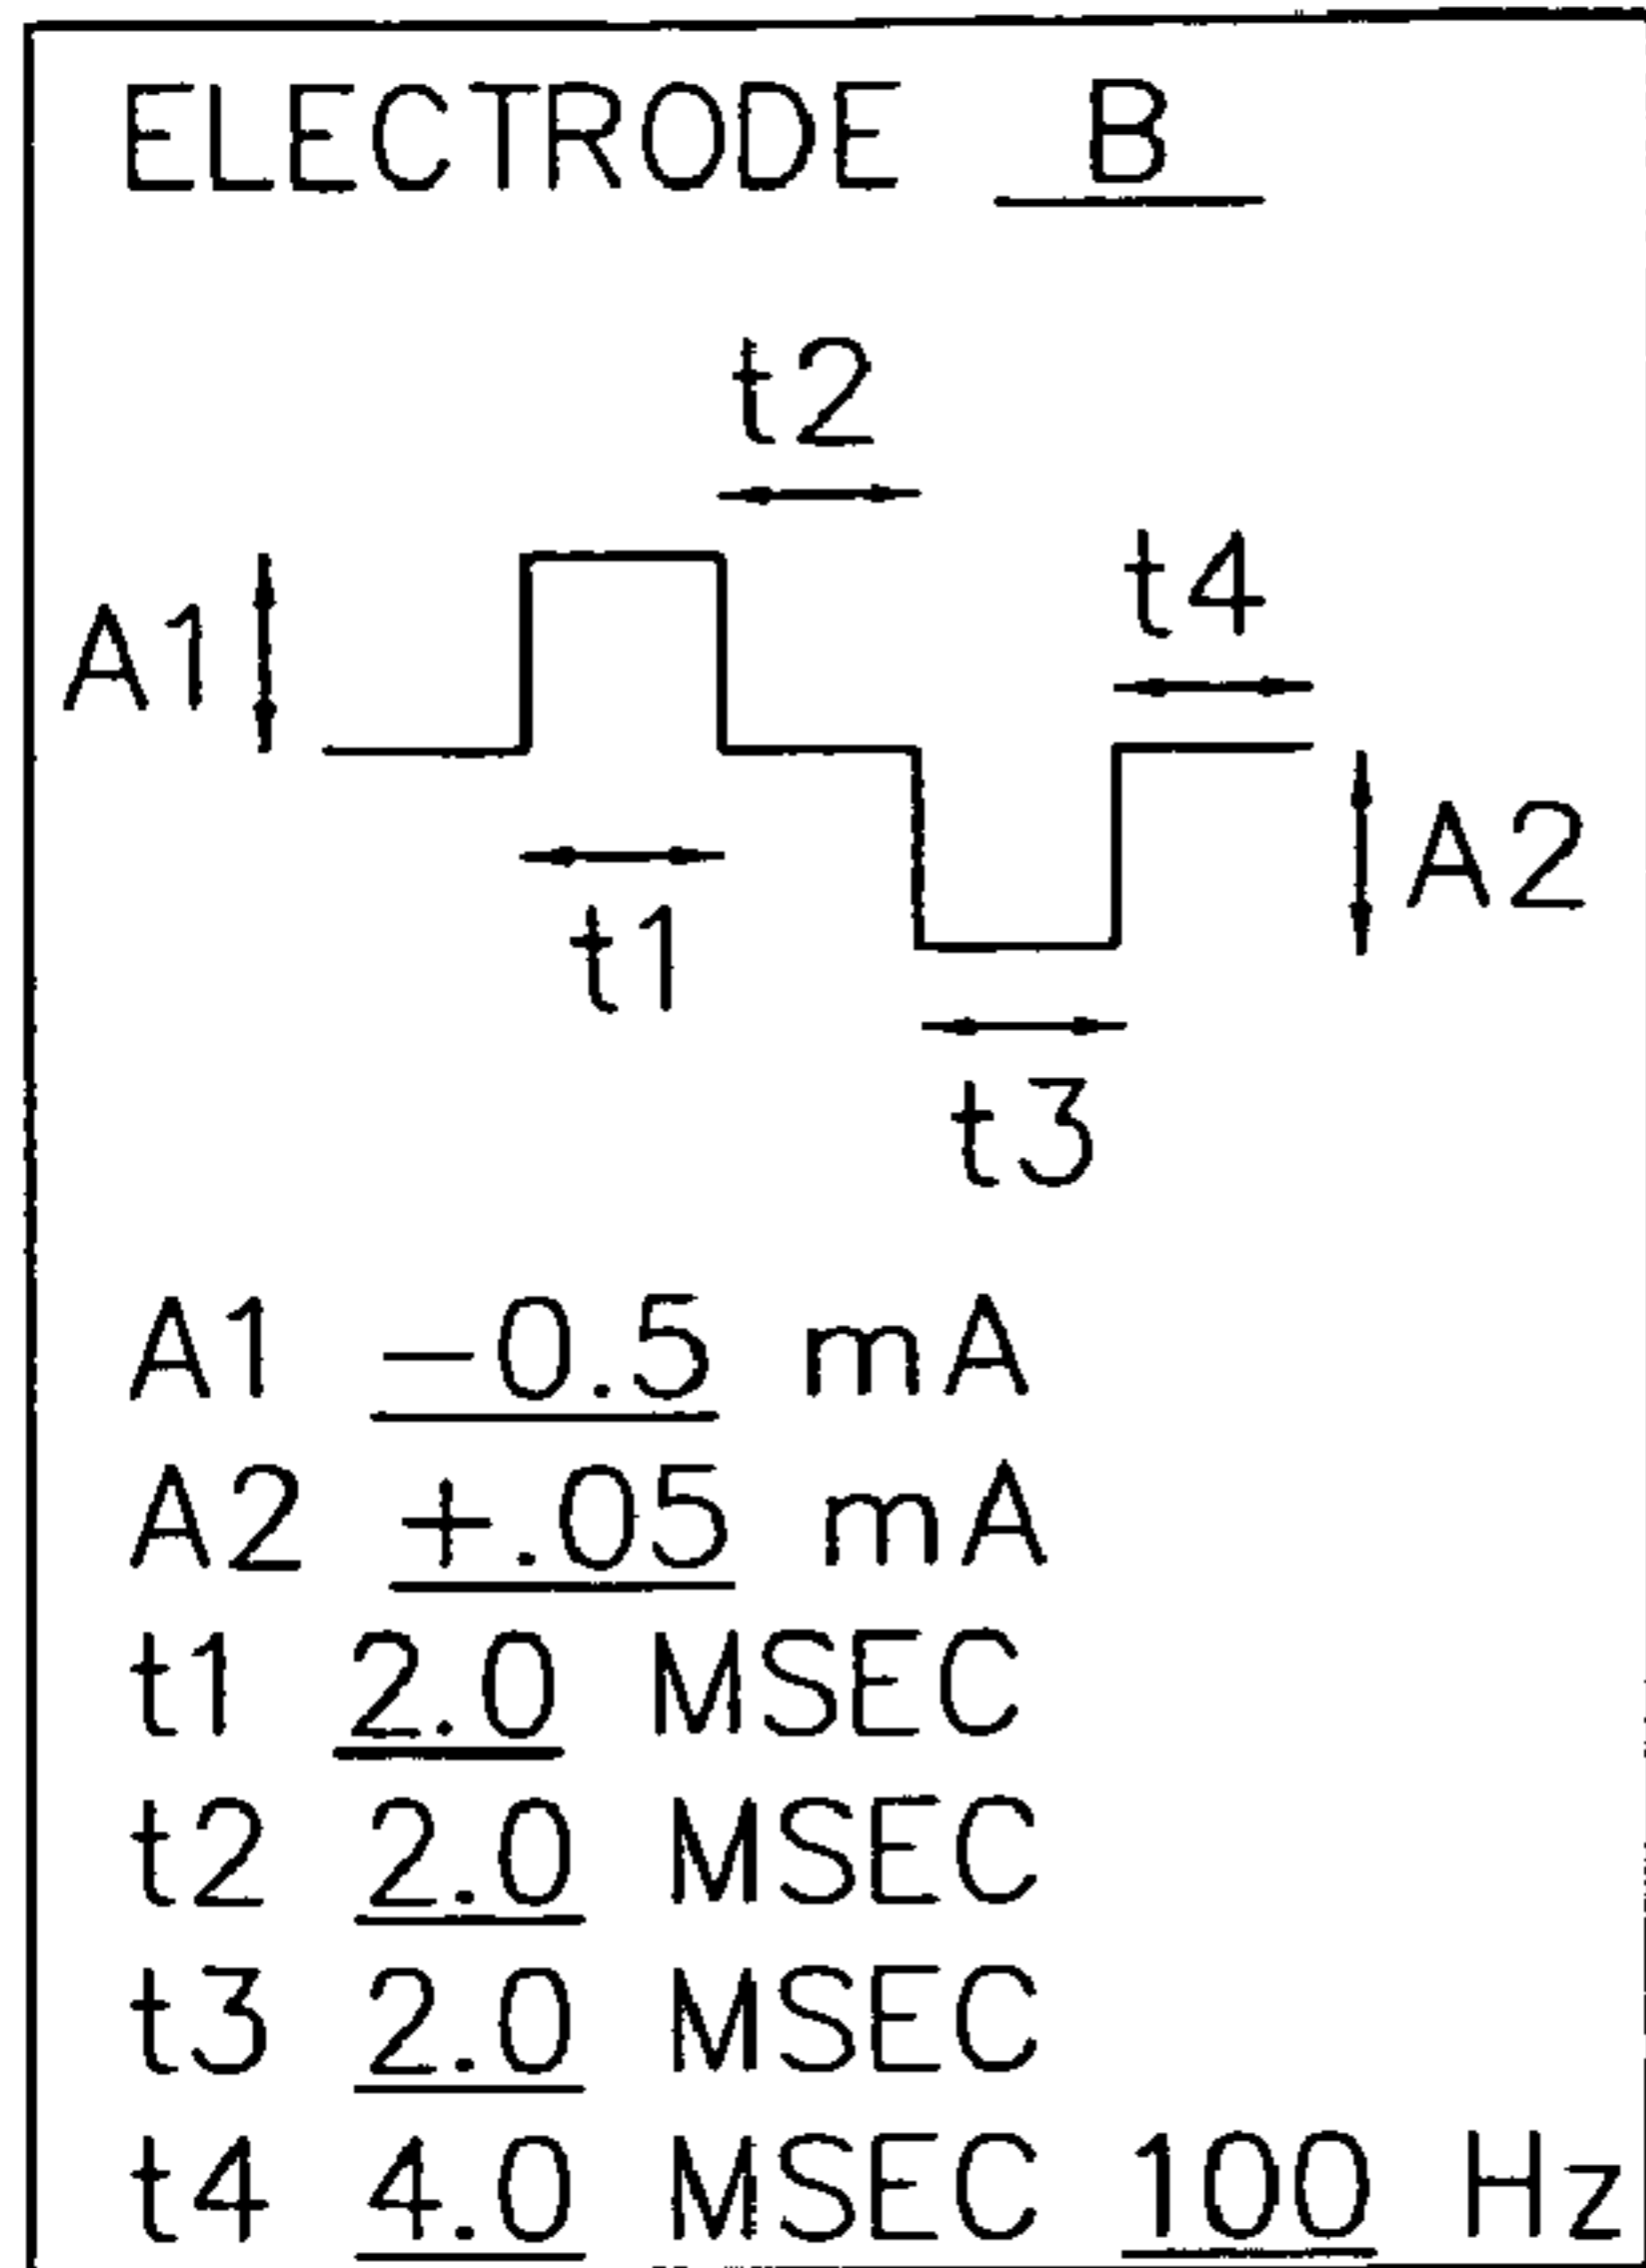 ELECTRODE B
t2
t4
A1
A2
t1
t3
A1 -0.5 mA
A2 +.05 mA
t1 2.0 MSEC
t2 2.0 MSEC
t3 2.0 MSEC
t4 4.0 MSEC 100 Hz